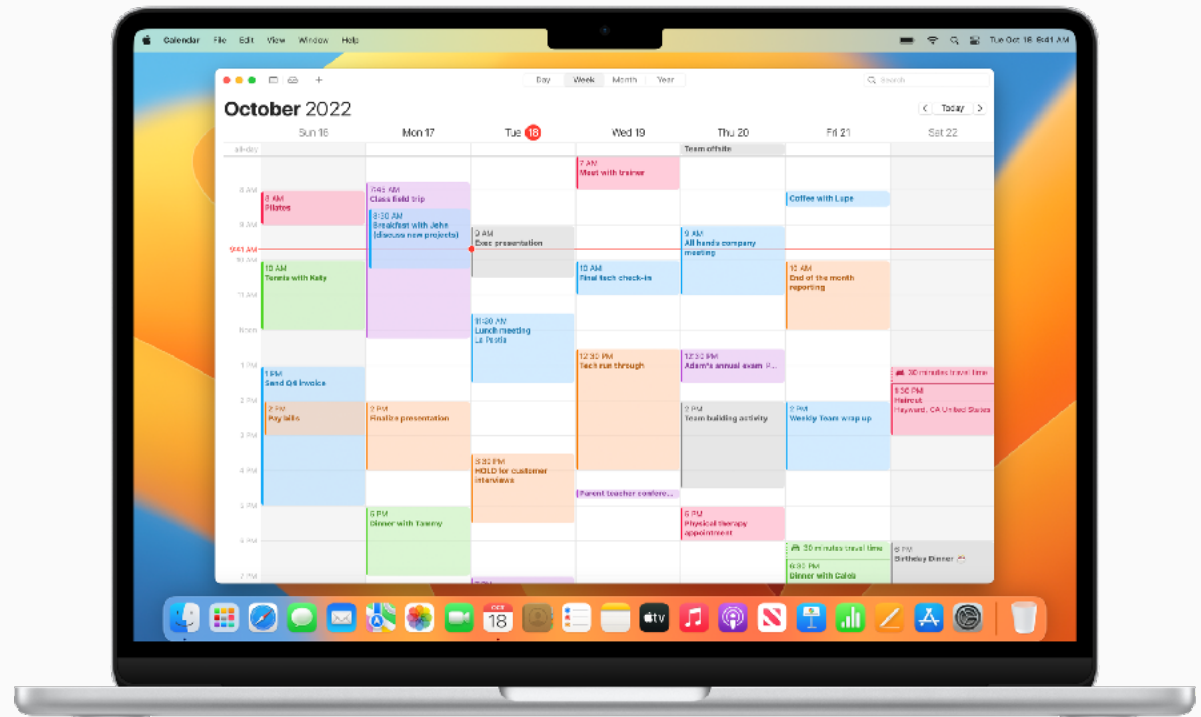 Calendar File Edit View Window Help
Tue Oct 18 9:41 AM
Day Week Month Year
Search
October 2022
Today
Sun 16 Mon 17 Tue 18 Wed 19 Thu 20 Fri 21 Sat 22
all-day
Team offsite
8 AM
9 AM
9:41 AM
10 AM
11 AM
Noon
1 PM
2 PM
3 PM
4 PM
5 PM
6 PM
7 PM
8 AM
Pilates
10 AM
Tennis with Kelly
1 PM
Send Q4 invoice
2 PM
Pay bills
7:45 AM
Class field trip
8:30 AM
Breakfast with John
(discuss new projects)
2 PM
Finalize presentation
5 PM
Dinner with Tammy
9 AM
Exec presentation
11:30 AM
Lunch meeting
3:30 PM
HOLD for customer
interviews
7 AM
Meet with trainer
10 AM
Final tech check-in
12:30 PM
Tech run through
Parent teacher confere...
9 AM
All hands company
meeting
12:30 PM
Adam's annual exam P...
2 PM
Team building activity
5 PM
Physical therapy
appointment
Coffee with Lupe
10 AM
End of the month
reporting
2 PM
Weekly Team wrap up
30 minutes travel time
6:30 PM
Dinner with Caleb
30 minutes travel time
1:30 PM
Haircut
Hayward, CA United States
6 PM
Birthday Dinner
OCT
18
tv